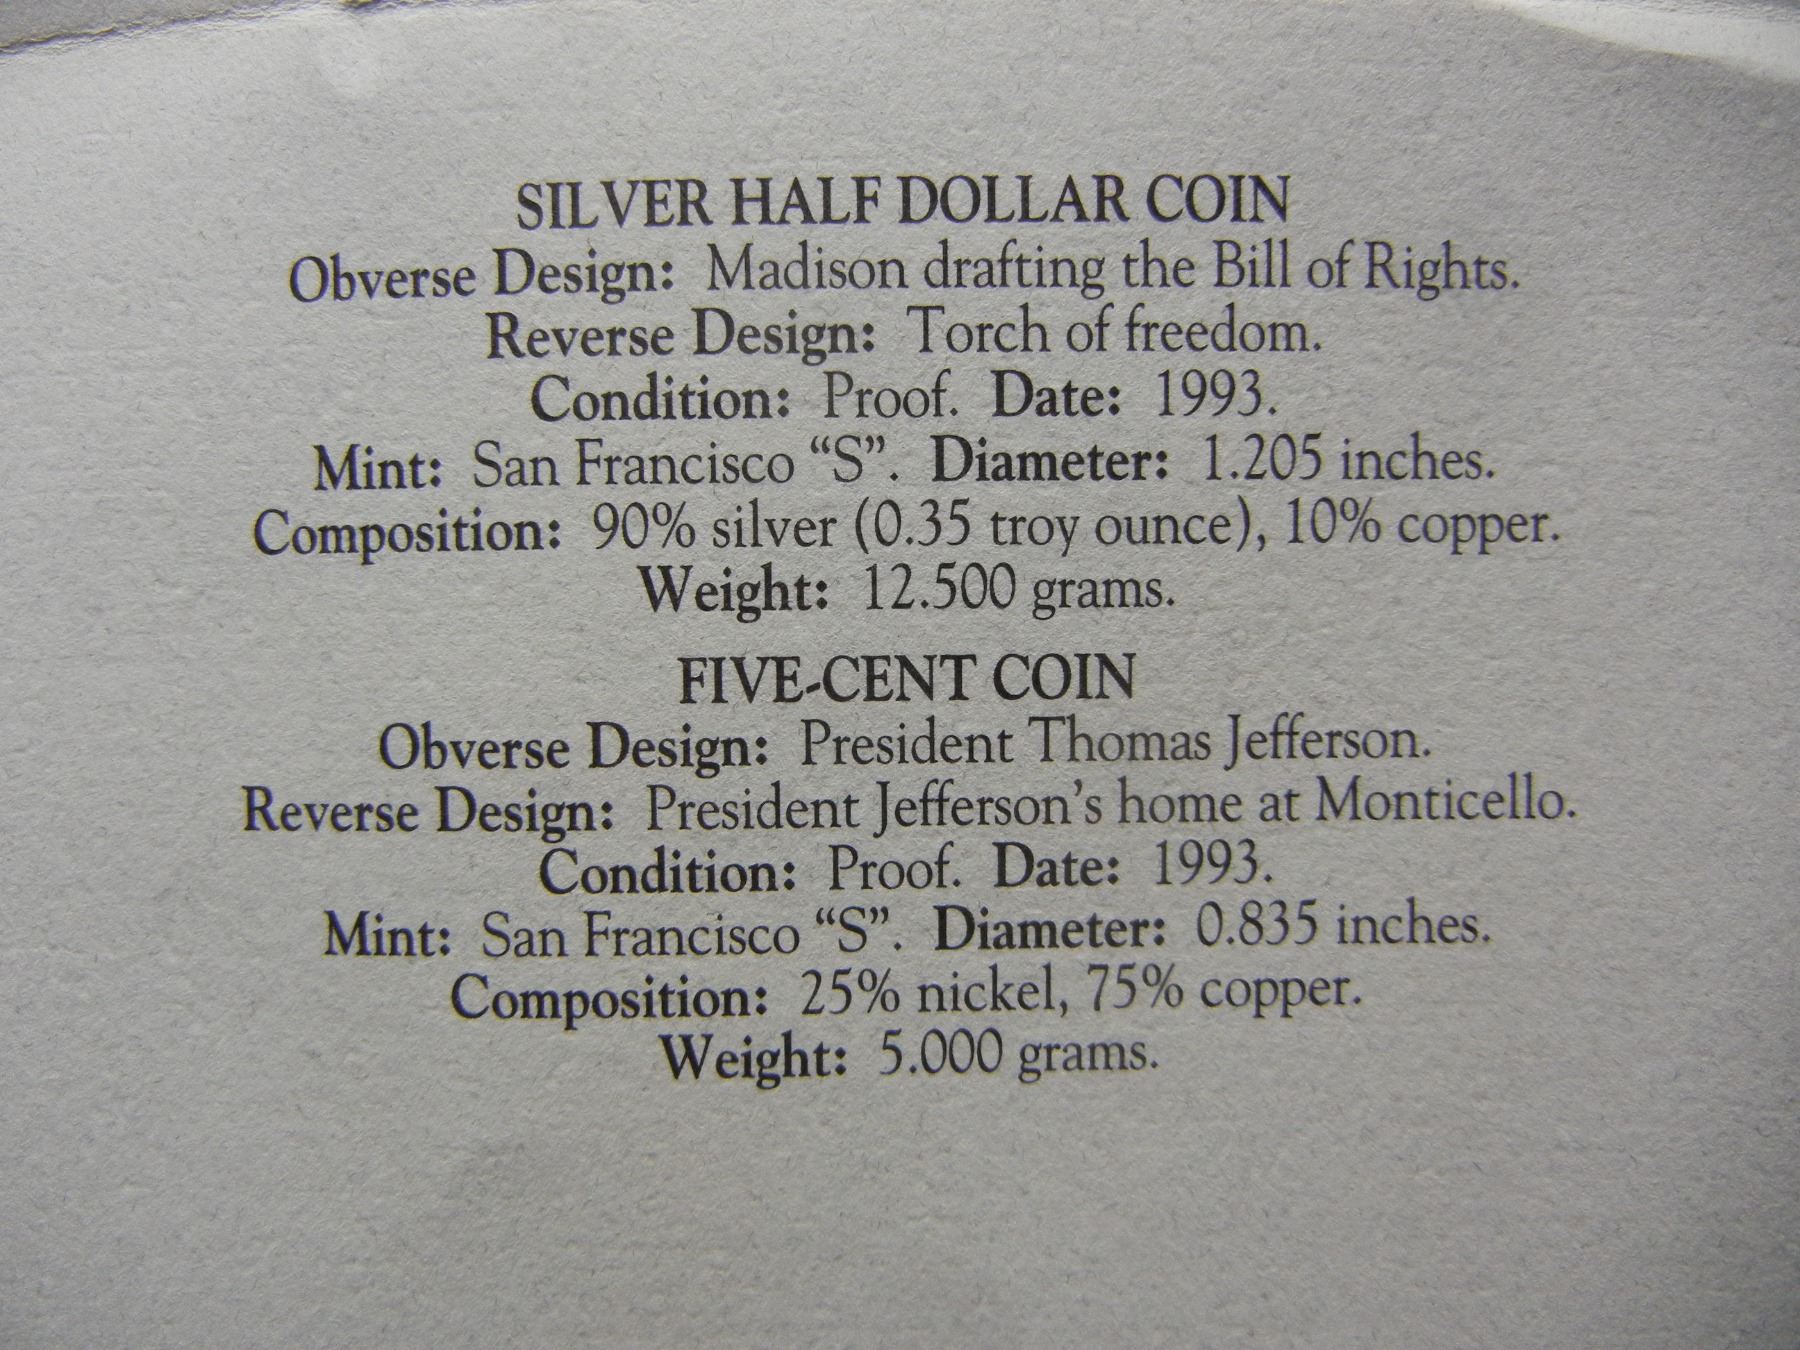 SILVER HALF DOLLAR COIN
Obverse Design: Madison drafting the Bill of Rights.
Reverse Design: Torch of freedom.
Condition: Proof. Date: 1993.
Mint: San Francisco “S”. Diameter: 1.205 inches.
Composition: 90% silver (0.35 troy ounce), 10% copper.
Weight: 12.500 grams.
FIVE-CENT COIN
Obverse Design: President Thomas Jefferson.
Reverse Design: President Jefferson’s home at Monticello.
Condition: Proof. Date: 1993.
Mint: San Francisco “S”. Diameter: 0.835 inches.
Composition: 25% nickel, 75% copper.
Weight: 5.000 grams.